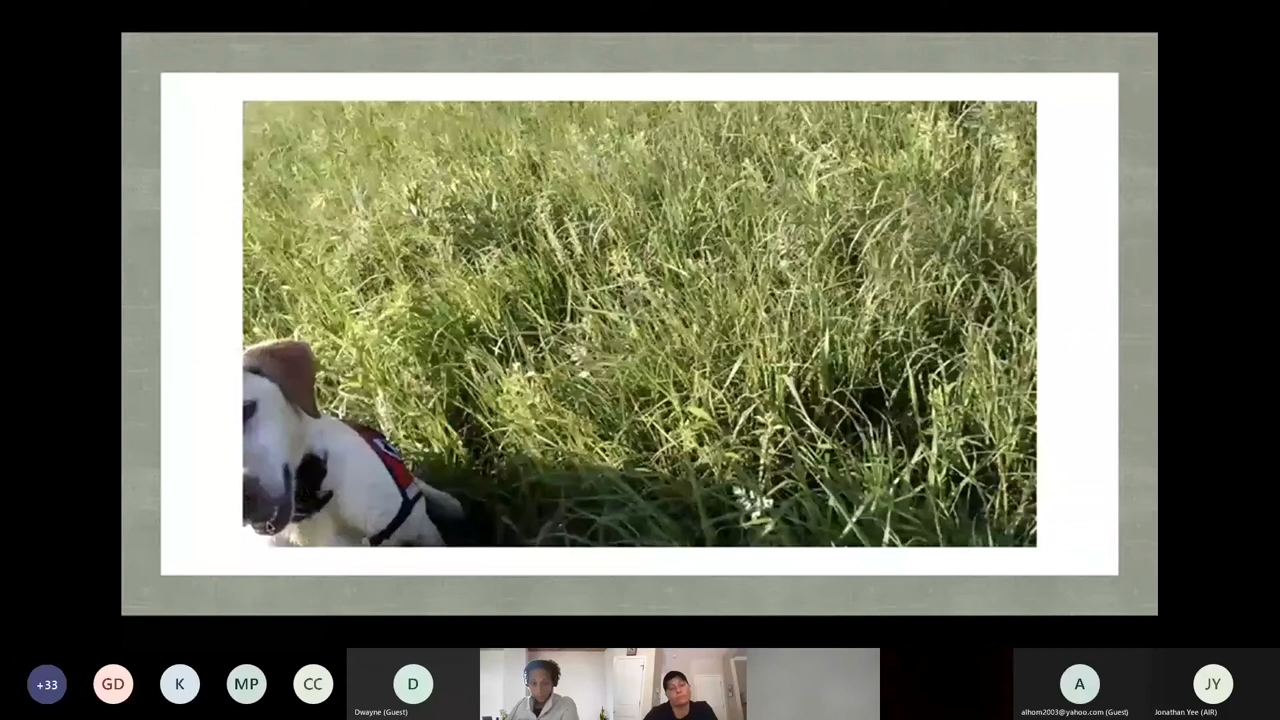 +33
GD
K
MP
CC
D
Dwayne (Guest)
A
alhom2003@yahoo.com (Guest)
JY
Jonathan Yee (AIR)